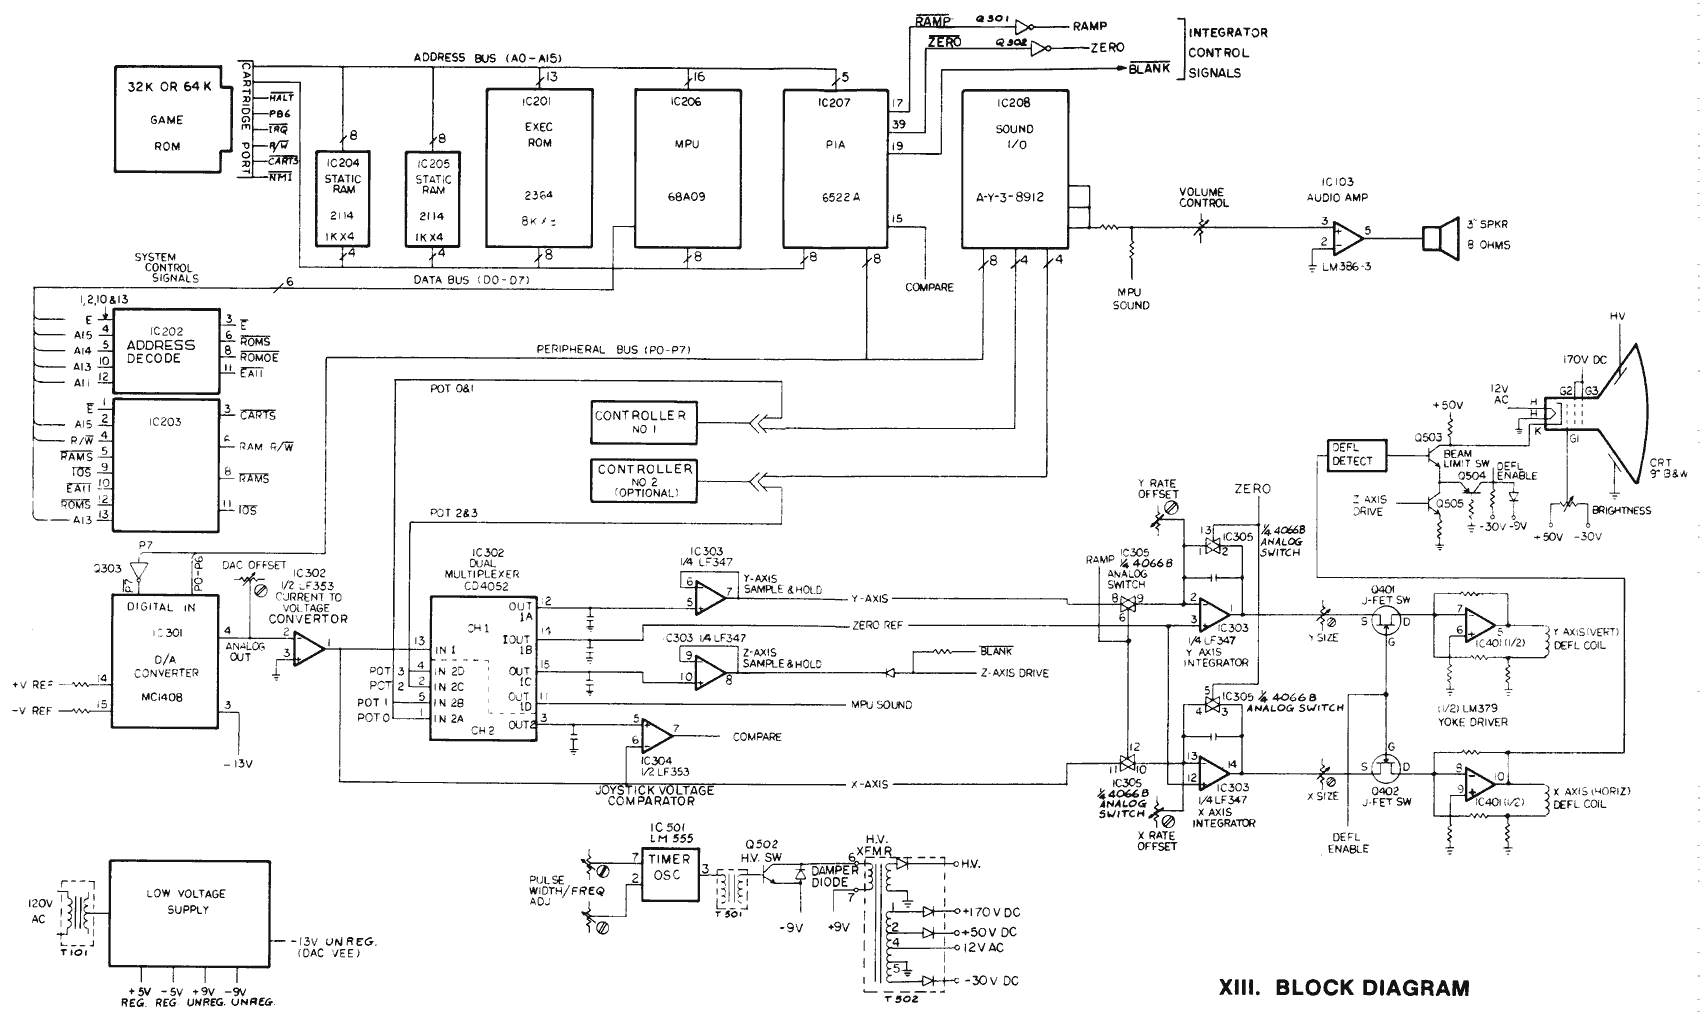 RAMP
Q301
RAMP
ZERO
Q302
ZERO
BLANK
INTEGRATOR
CONTROL
SIGNALS
ADDRESS BUS (A0-A15)
13
16
5
32K OR 64K
GAME
ROM
CARTRIDGE PORT
HALT
PB6
IRQ
R/W
CARTS
NMI
8
8
IC204
STATIC
RAM
2114
1KX4
4
IC205
STATIC
RAM
2114
1KX4
4
IC201
EXEC
ROM
2364
8K X 8
8
IC206
MPU
68A09
8
IC207
PIA
6522A
17
39
19
15
8
8
COMPARE
IC208
SOUND
I/O
A-Y-3-8912
8
4
4
MPU
SOUND
VOLUME
CONTROL
IC103
AUDIO AMP
3
2
5
LM386-3
3" SPKR
8 OHMS
SYSTEM
CONTROL
SIGNALS
6
DATA BUS (D0-D7)
1,2,10&13
E
A15 4
A14 5
A13 10
A11 12
IC202
ADDRESS
DECODE
3 E
6 ROMS
8 ROMOE
11 EA11
E 1
A15 2
R/W 4
RAMS 5
IOS 9
EA11 10
ROMS 12
A13 13
IC203
3 CARTS
6 RAM R/W
8 RAMS
11 IOS
PERIPHERAL BUS (P0-P7)
POT 0&1
CONTROLLER
NO 1
CONTROLLER
NO 2
(OPTIONAL)
POT 2&3
HV
170V DC
12V
AC
H
H
K
G2
G3
G1
CRT
9" B&W
+50V
Q503
BEAM
LIMIT SW
Q504
DEFL
ENABLE
DEFL
DETECT
Z AXIS
DRIVE
Q505
-30V
-9V
BRIGHTNESS
+50V
-30V
P7
Q303
P7
P0-P6
DAC OFFSET
IC302
1/2 LF353
CURRENT TO
VOLTAGE
CONVERTOR
DIGITAL IN
IC301
D/A
CONVERTER
MC1408
4
ANALOG
OUT
2
3
1
+V REF
14
-V REF
15
3
-13V
IC302
DUAL
MULTIPLEXER
CD4052
CH 1
13
IN 1
POT 3
4
IN 2D
POT 2
2
IN 2C
POT 1
5
IN 2B
POT 0
1
IN 2A
CH 2
OUT
1A
12
IOUT
1B
14
OUT
1C
15
OUT
1D
11
OUT2
3
IC303
1/4 LF347
6
5
7
Y-AXIS
SAMPLE & HOLD
Y-AXIS
ZERO REF
IC303 1/4 LF347
9
10
8
Z-AXIS
SAMPLE & HOLD
BLANK
Z-AXIS DRIVE
MPU SOUND
5
6
7
COMPARE
IC304
1/2 LF353
JOYSTICK VOLTAGE
COMPARATOR
X-AXIS
Y RATE
OFFSET
ZERO
RAMP
IC305
1/4 4066B
ANALOG
SWITCH
8
9
6
13
1
2
IC305
1/4 4066B
ANALOG
SWITCH
2
3
1
IC303
1/4 LF347
Y AXIS
INTEGRATOR
5
4
3
IC305 1/4 4066B
ANALOG SWITCH
12
11
10
IC305
1/4 4066B
ANALOG
SWITCH
13
12
14
IC303
1/4 LF347
X AXIS
INTEGRATOR
X RATE
OFFSET
Y SIZE
Q401
J-FET SW
S
D
G
7
6
5
IC401 (1/2)
Y AXIS (VERT)
DEFL COIL
(1/2) LM379
YOKE DRIVER
X SIZE
G
S
D
Q402
J-FET SW
8
9
10
IC401 (1/2)
X AXIS (HORIZ)
DEFL COIL
DEFL
ENABLE
120V
AC
T101
LOW VOLTAGE
SUPPLY
-13V UNREG.
(DAC VEE)
+5V
REG.
-5V
REG.
+9V
UNREG.
-9V
UNREG.
PULSE
WIDTH/FREQ
ADJ
IC 501
LM 555
7
2
TIMER
OSC
3
T501
Q502
H.V. SW
DAMPER
DIODE
-9V
+9V
H.V.
XFMR
6
7
1
2
4
5
H.V.
+170V DC
+50V DC
12V AC
-30V DC
T502
XIII. BLOCK DIAGRAM